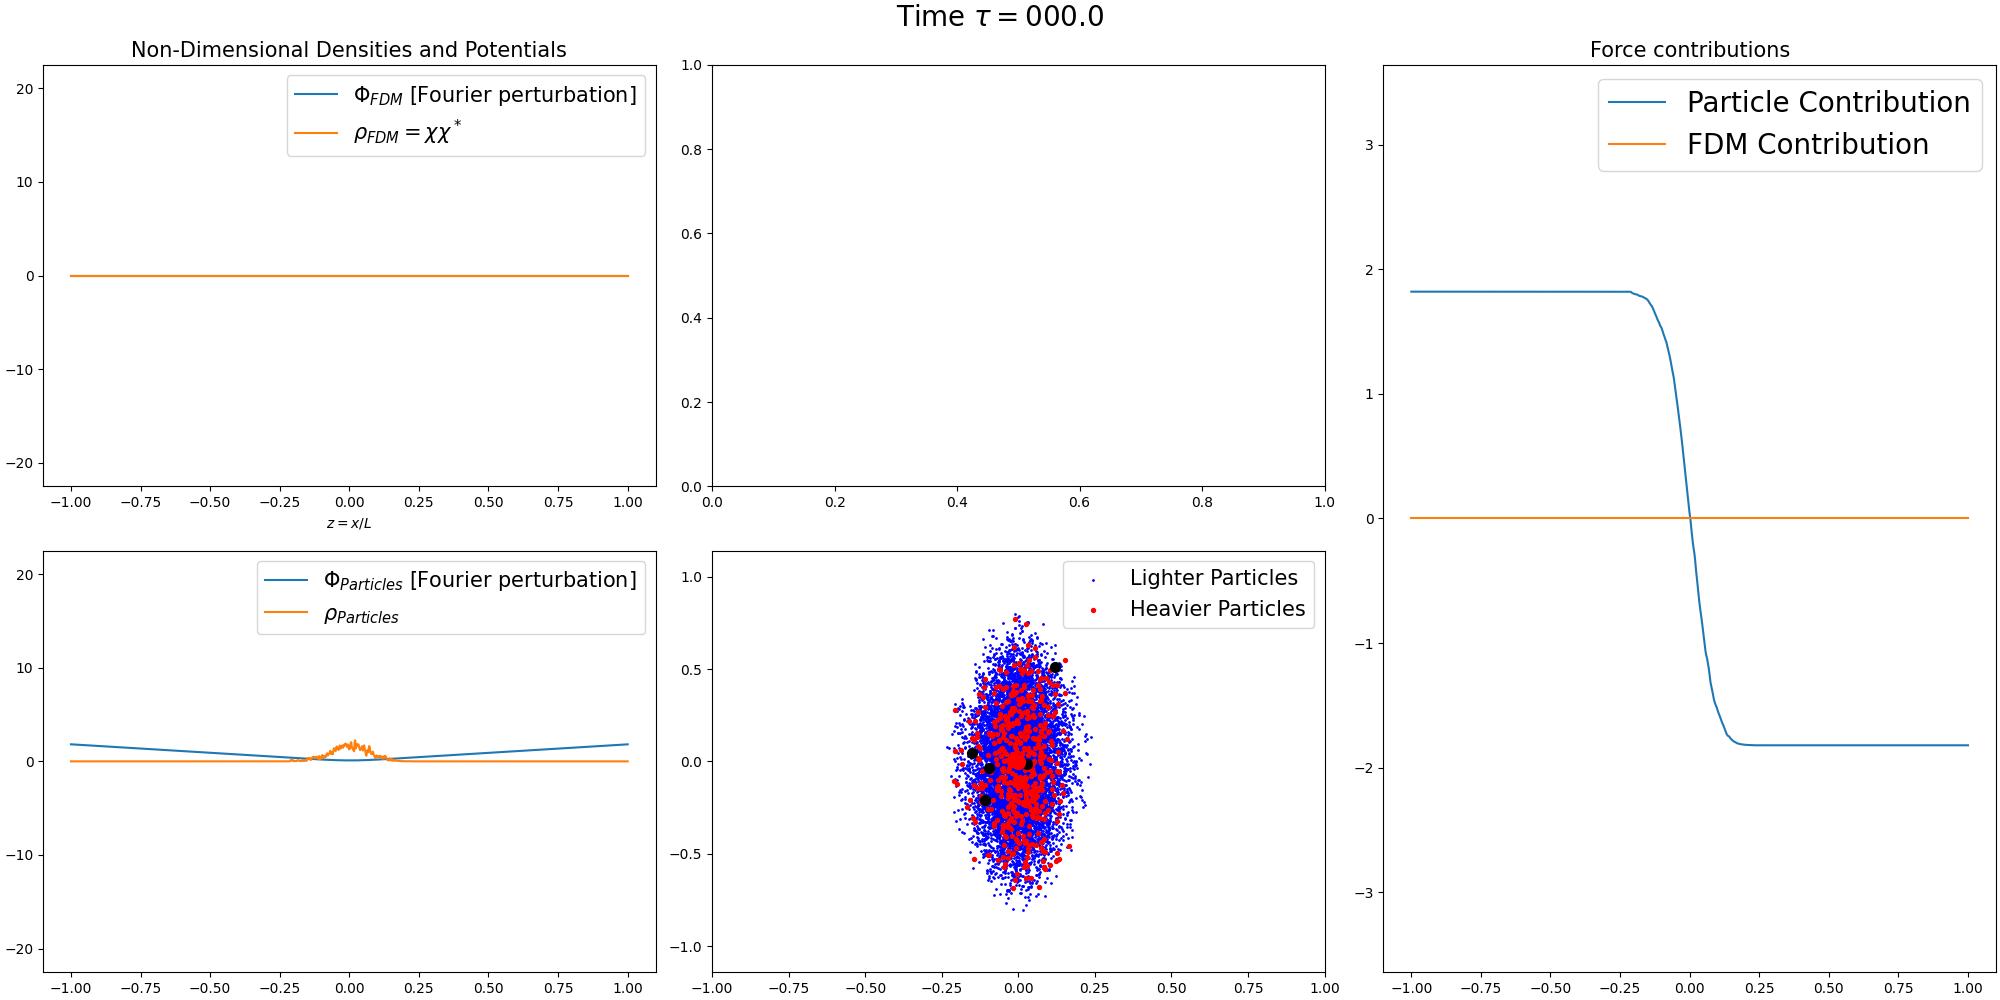 Time τ = 000.0
Non-Dimensional Densities and Potentials
Φ_FDM [Fourier perturbation]
ρ_FDM = χχ*
20
10
0
−10
−20
−1.00 −0.75 −0.50 −0.25 0.00 0.25 0.50 0.75 1.00
z = x/L
1.0
0.8
0.6
0.4
0.2
0.0
0.0 0.2 0.4 0.6 0.8 1.0
Force contributions
Particle Contribution
FDM Contribution
3
2
1
0
−1
−2
−3
−1.00 −0.75 −0.50 −0.25 0.00 0.25 0.50 0.75 1.00
Φ_Particles [Fourier perturbation]
ρ_Particles
20
10
0
−10
−20
−1.00 −0.75 −0.50 −0.25 0.00 0.25 0.50 0.75 1.00
Lighter Particles
Heavier Particles
1.0
0.5
0.0
−0.5
−1.0
−1.00 −0.75 −0.50 −0.25 0.00 0.25 0.50 0.75 1.00